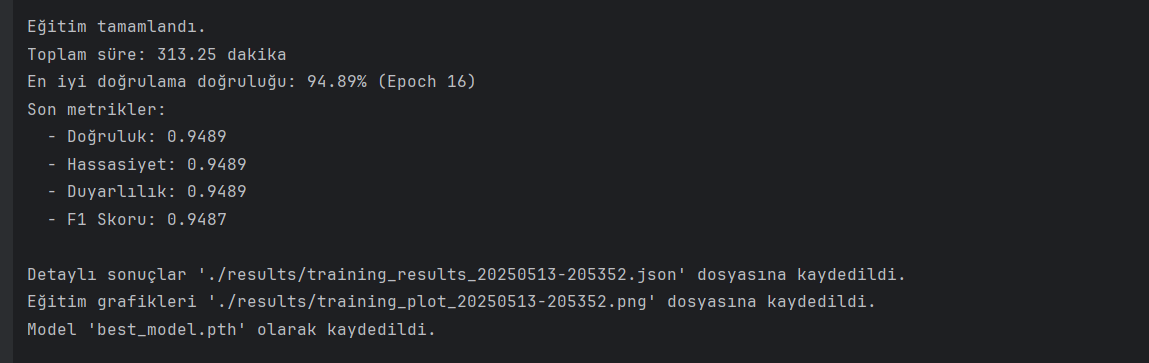 Eğitim tamamlandı.
Toplam süre: 313.25 dakika
En iyi doğrulama doğruluğu: 94.89% (Epoch 16)
Son metrikler:
  - Doğruluk: 0.9489
  - Hassasiyet: 0.9489
  - Duyarlılık: 0.9489
  - F1 Skoru: 0.9487

Detaylı sonuçlar './results/training_results_20250513-205352.json' dosyasına kaydedildi.
Eğitim grafikleri './results/training_plot_20250513-205352.png' dosyasına kaydedildi.
Model 'best_model.pth' olarak kaydedildi.